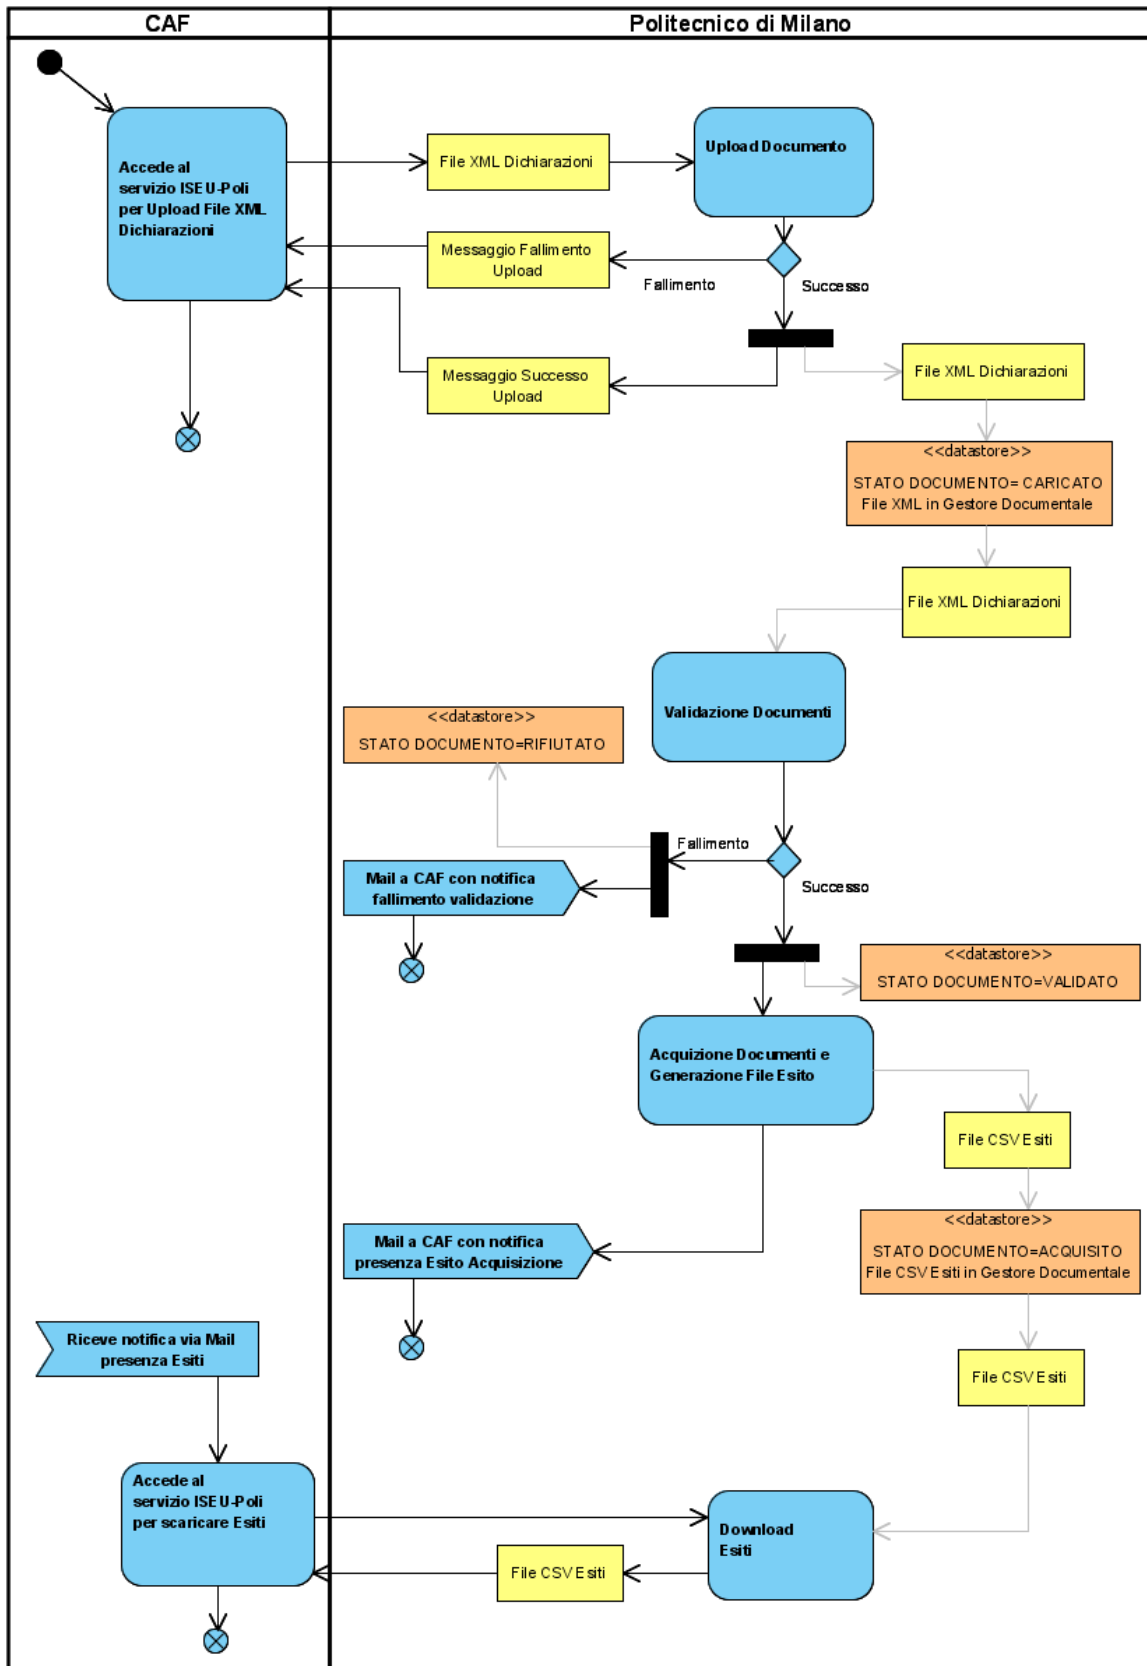 CAF
Politecnico di Milano
Accede al
servizio ISEU-Poli
per Upload File XML
Dichiarazioni
File XML Dichiarazioni
Upload Documento
Messaggio Fallimento
Upload
Fallimento
Successo
Messaggio Successo
Upload
File XML Dichiarazioni
<<datastore>>
STATO DOCUMENTO= CARICATO
File XML in Gestore Documentale
File XML Dichiarazioni
Validazione Documenti
<<datastore>>
STATO DOCUMENTO=RIFIUTATO
Fallimento
Mail a CAF con notifica
fallimento validazione
Successo
<<datastore>>
STATO DOCUMENTO=VALIDATO
Acquizione Documenti e
Generazione File Esito
File CSV Esiti
<<datastore>>
STATO DOCUMENTO=ACQUISITO
File CSV Esiti in Gestore Documentale
Mail a CAF con notifica
presenza Esito Acquisizione
Riceve notifica via Mail
presenza Esiti
File CSV Esiti
Accede al
servizio ISEU-Poli
per scaricare Esiti
Download
Esiti
File CSV Esiti